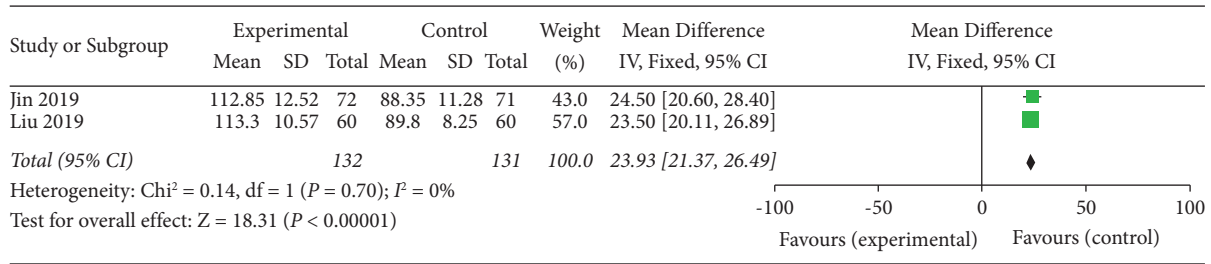 Study or Subgroup Experimental Control Weight Mean Difference Mean Difference
Mean SD Total Mean SD Total (%) IV, Fixed, 95% CI IV, Fixed, 95% CI
Jin 2019 112.85 12.52 72 88.35 11.28 71 43.0 24.50 [20.60, 28.40]
Liu 2019 113.3 10.57 60 89.8 8.25 60 57.0 23.50 [20.11, 26.89]
Total (95% CI) 132 131 100.0 23.93 [21.37, 26.49]
Heterogeneity: Chi² = 0.14, df = 1 (P = 0.70); I² = 0%
Test for overall effect: Z = 18.31 (P < 0.00001)
-100 -50 0 50 100
Favours (experimental) Favours (control)